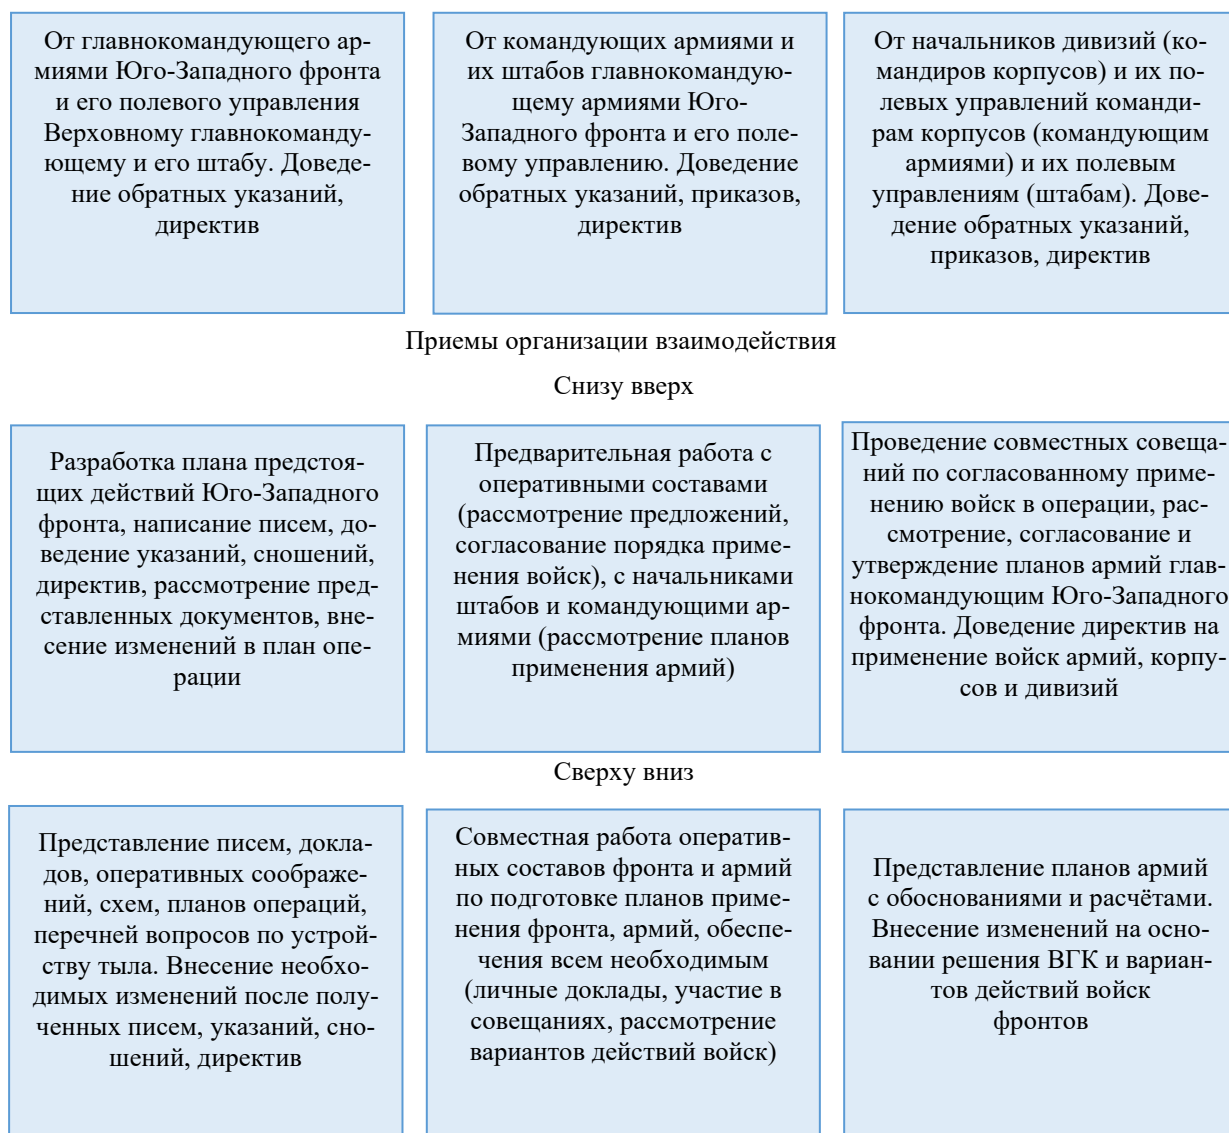 От главнокомандующего ар-
миями Юго-Западного фронта
и его полевого управления
Верховному главнокоманду-
ющему и его штабу. Доведе-
ние обратных указаний,
директив
От командующих армиями и
их штабов главнокомандую-
щему армиями Юго-
Западного фронта и его поле-
вому управлению. Доведение
обратных указаний, приказов,
директив
От начальников дивизий (ко-
мандиров корпусов) и их по-
левых управлений команди-
рам корпусов (командующим
армиями) и их полевым
управлениям (штабам). Дове-
дение обратных указаний,
приказов, директив
Приемы организации взаимодействия
Снизу вверх
Разработка плана предстоя-
щих действий Юго-Западного
фронта, написание писем, до-
ведение указаний, сношений,
директив, рассмотрение пред-
ставленных документов, вне-
сение изменений в план опе-
рации
Предварительная работа с
оперативными составами
(рассмотрение предложений,
согласование порядка приме-
нения войск), с начальниками
штабов и командующими ар-
миями (рассмотрение планов
применения армий)
Проведение совместных совеща-
ний по согласованному приме-
нению войск в операции, рас-
смотрение, согласование и
утверждение планов армий глав-
нокомандующим Юго-Западного
фронта. Доведение директив на
применение войск армий, корпу-
сов и дивизий
Сверху вниз
Представление писем, докла-
дов, оперативных соображе-
ний, схем, планов операций,
перечней вопросов по устрой-
ству тыла. Внесение необхо-
димых изменений после полу-
ченных писем, указаний, сно-
шений, директив
Совместная работа оператив-
ных составов фронта и армий
по подготовке планов приме-
нения фронта, армий, обеспе-
чения всем необходимым
(личные доклады, участие в
совещаниях, рассмотрение
вариантов действий войск)
Представление планов армий
с обоснованиями и расчётами.
Внесение изменений на осно-
вании решения ВГК и вариан-
тов действий войск
фронтов